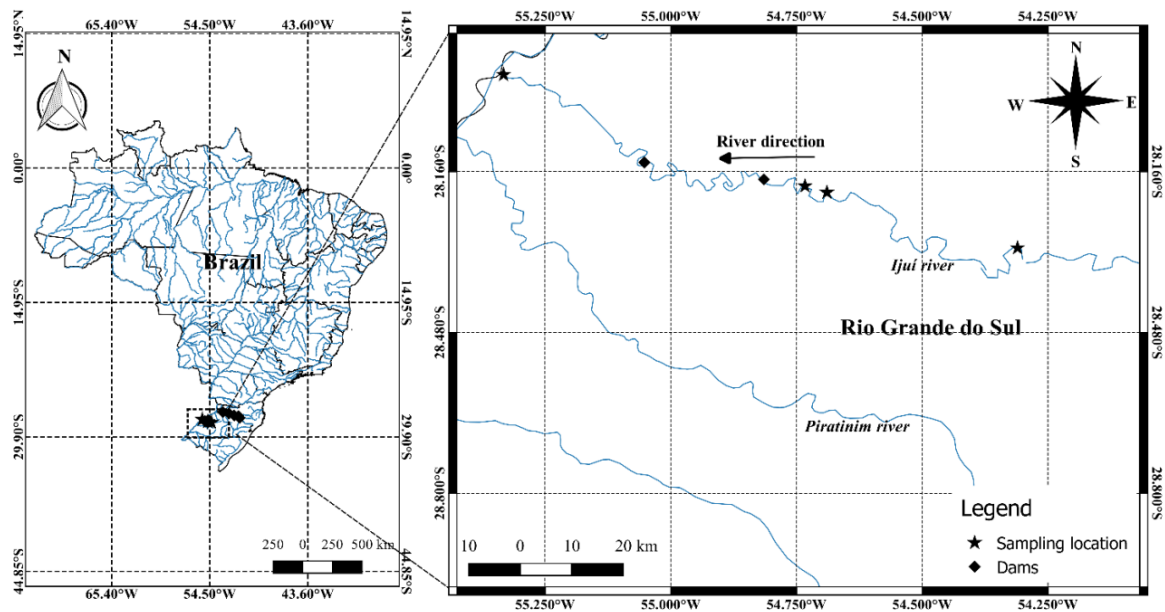 65.40°W 54.50°W 43.60°W
14.95°N 14.95°N
N
0.00° 0.00°
Brazil
14.95°S 14.95°S
29.90°S 29.90°S
250 0 250 500 km
44.85°S 44.85°S
65.40°W 54.50°W 43.60°W
55.250°W 55.000°W 54.750°W 54.500°W 54.250°W
N
W E
S
River direction
28.160°S 28.160°S
Ijuí river
Rio Grande do Sul
28.480°S 28.480°S
Piratinim river
28.800°S 28.800°S
Legend
Sampling location
Dams
10 0 10 20 km
55.250°W 55.000°W 54.750°W 54.500°W 54.250°W